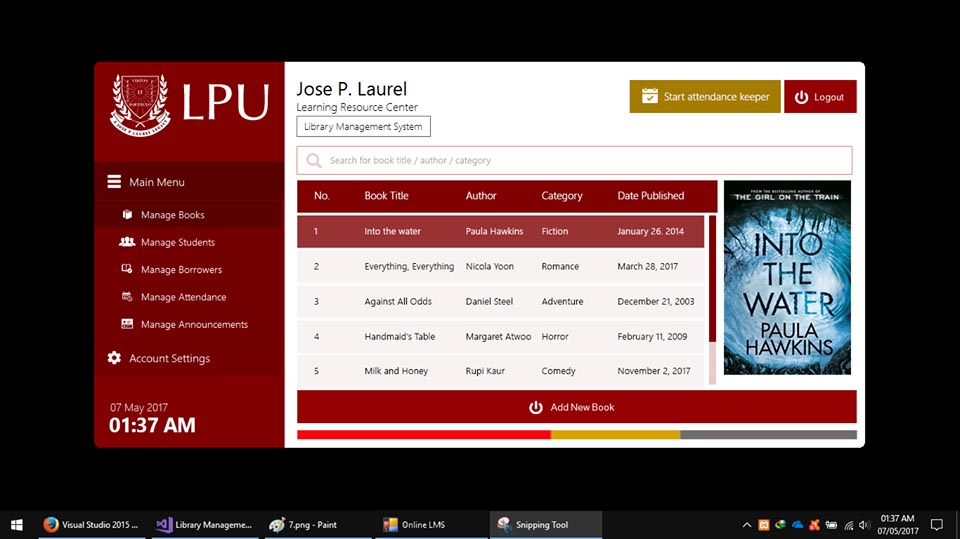 LPU
Jose P. Laurel
Learning Resource Center
Library Management System
Start attendance keeper
Logout
Search for book title / author / category
Main Menu
Manage Books
Manage Students
Manage Borrowers
Manage Attendance
Manage Announcements
Account Settings
07 May 2017
01:37 AM
No. Book Title Author Category Date Published
1 Into the water Paula Hawkins Fiction January 26. 2014
2 Everything, Everything Nicola Yoon Romance March 28, 2017
3 Against All Odds Daniel Steel Adventure December 21, 2003
4 Handmaid's Table Margaret Atwoo Horror February 11, 2009
5 Milk and Honey Rupi Kaur Comedy November 2, 2017
FROM THE BESTSELLING AUTHOR OF
THE GIRL ON THE TRAIN
INTO
THE
WATER
PAULA
HAWKINS
Add New Book
Visual Studio 2015 ...
Library Manageme...
7.png - Paint
Online LMS
Snipping Tool
01:37 AM
07/05/2017